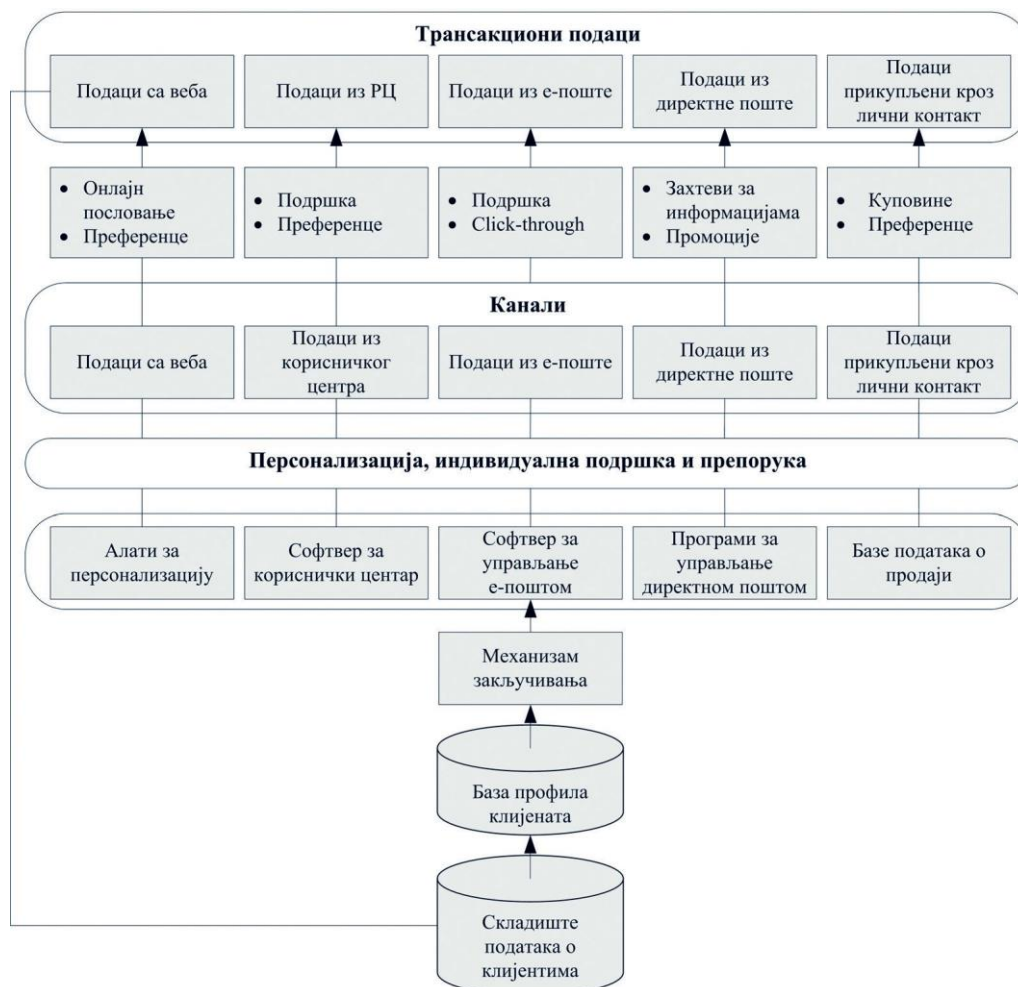 Трансакциони подаци
Подаци са веба
Подаци из РЦ
Подаци из е-поште
Подаци из
директне поште
Подаци
прикупљени кроз
лични контакт
• Онлајн
пословање
• Преференце
• Подршка
• Преференце
• Подршка
• Click-through
• Захтеви за
информацијама
• Промоције
• Куповине
• Преференце
Канали
Подаци са веба
Подаци из
корисничког
центра
Подаци из е-поште
Подаци из
директне поште
Подаци
прикупљени кроз
лични контакт
Персонализација, индивидуална подршка и препорука
Алати за
персонализацију
Софтвер за
кориснички центар
Софтвер за
управљање
е-поштом
Програми за
управљање
директном поштом
Базе података о
продаји
Механизам
закључивања
База профила
клијената
Складиште
података о
клијентима